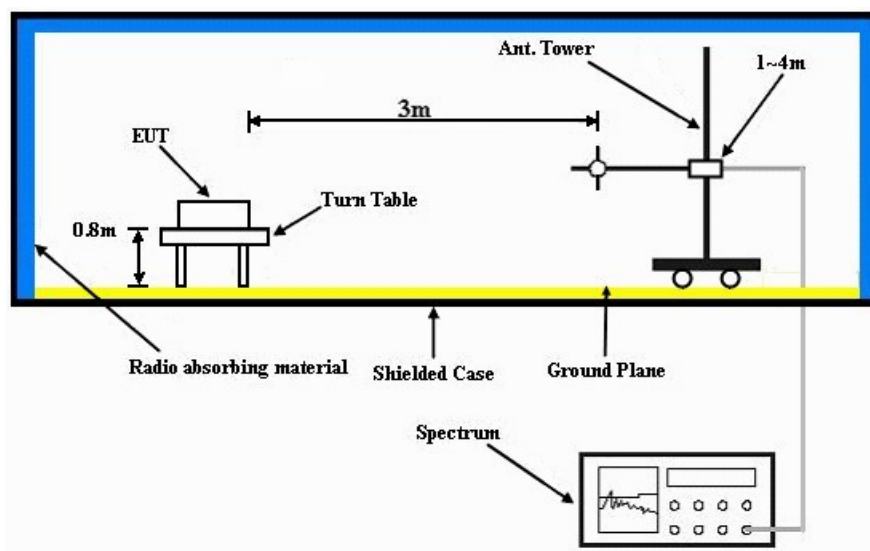 Ant. Tower
1~4m
3m
EUT
Turn Table
0.8m
Radio absorbing material
Shielded Case
Ground Plane
Spectrum